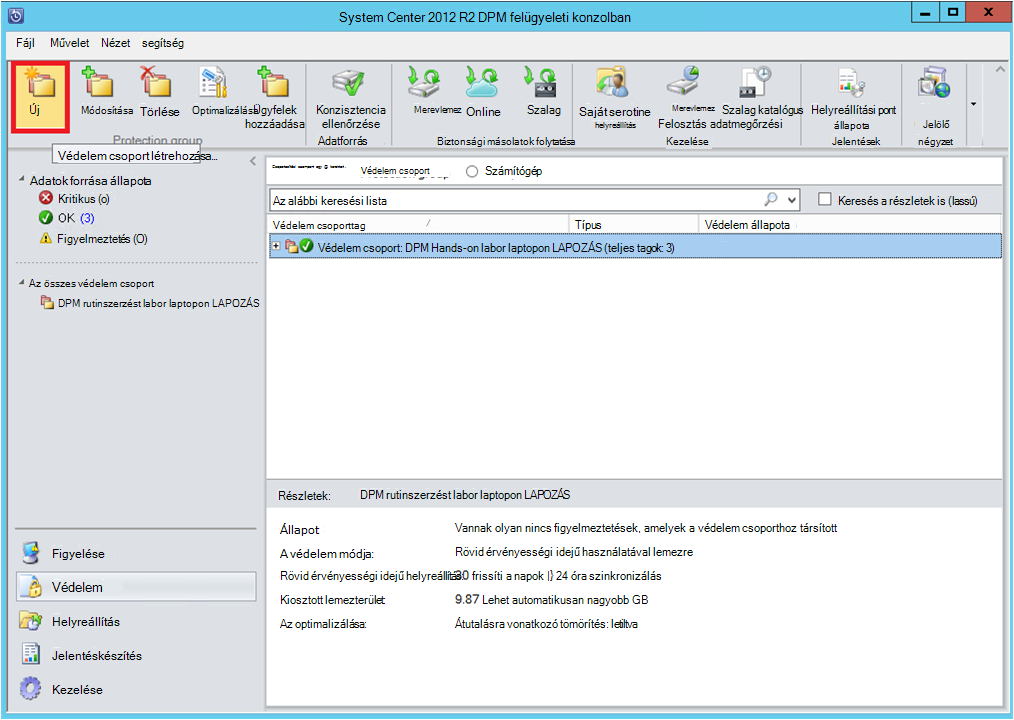 System Center 2012 R2 DPM felügyeleti konzolban
Fájl Művelet Nézet segítség
Új Módosítása Törlése Optimalizálása Ügyfelek hozzáadása
Protection group
Konzisztencia ellenőrzése
Adatforrás
Merevlemez Online Szalag
Biztonsági másolatok folytatása
Saját serotine helyreállítás
Merevlemez Szalag katalógus
Felosztás adatmegőrzési
Kezelése
Helyreállítási pont állapota
Jelentések
Jelölő négyzet
Védelem csoport létrehozása...
Adatok forrása állapota
Kritikus (o)
OK (3)
Figyelmeztetés (O)
Az összes védelem csoport
DPM rutinszerzést labor laptopon LAPOZÁS
Védelem csoport Számítógép
Az alábbi keresési lista
Keresés a részletek is (lassú)
Védelem csoporttag / Típus Védelem állapota
Védelem csoport: DPM Hands-on labor laptopon LAPOZÁS (teljes tagok: 3)
Részletek: DPM rutinszerzést labor laptopon LAPOZÁS
Állapot Vannak olyan nincs figyelmeztetések, amelyek a védelem csoporthoz társított
A védelem módja: Rövid érvényességi idejű használatával lemezre
Rövid érvényességi idejű helyreállítás: 30 frissíti a napok |} 24 óra szinkronizálás
Kiosztott lemezterület: 9.87 Lehet automatikusan nagyobb GB
Az optimalizálása: Átutalásra vonatkozó tömörítés: letiltva
Figyelése
Védelem
Helyreállítás
Jelentéskészítés
Kezelése